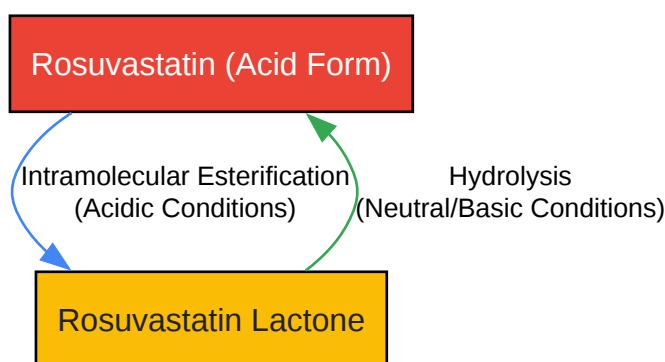 Rosuvastatin (Acid Form)
Intramolecular Esterification
(Acidic Conditions)
Hydrolysis
(Neutral/Basic Conditions)
Rosuvastatin Lactone